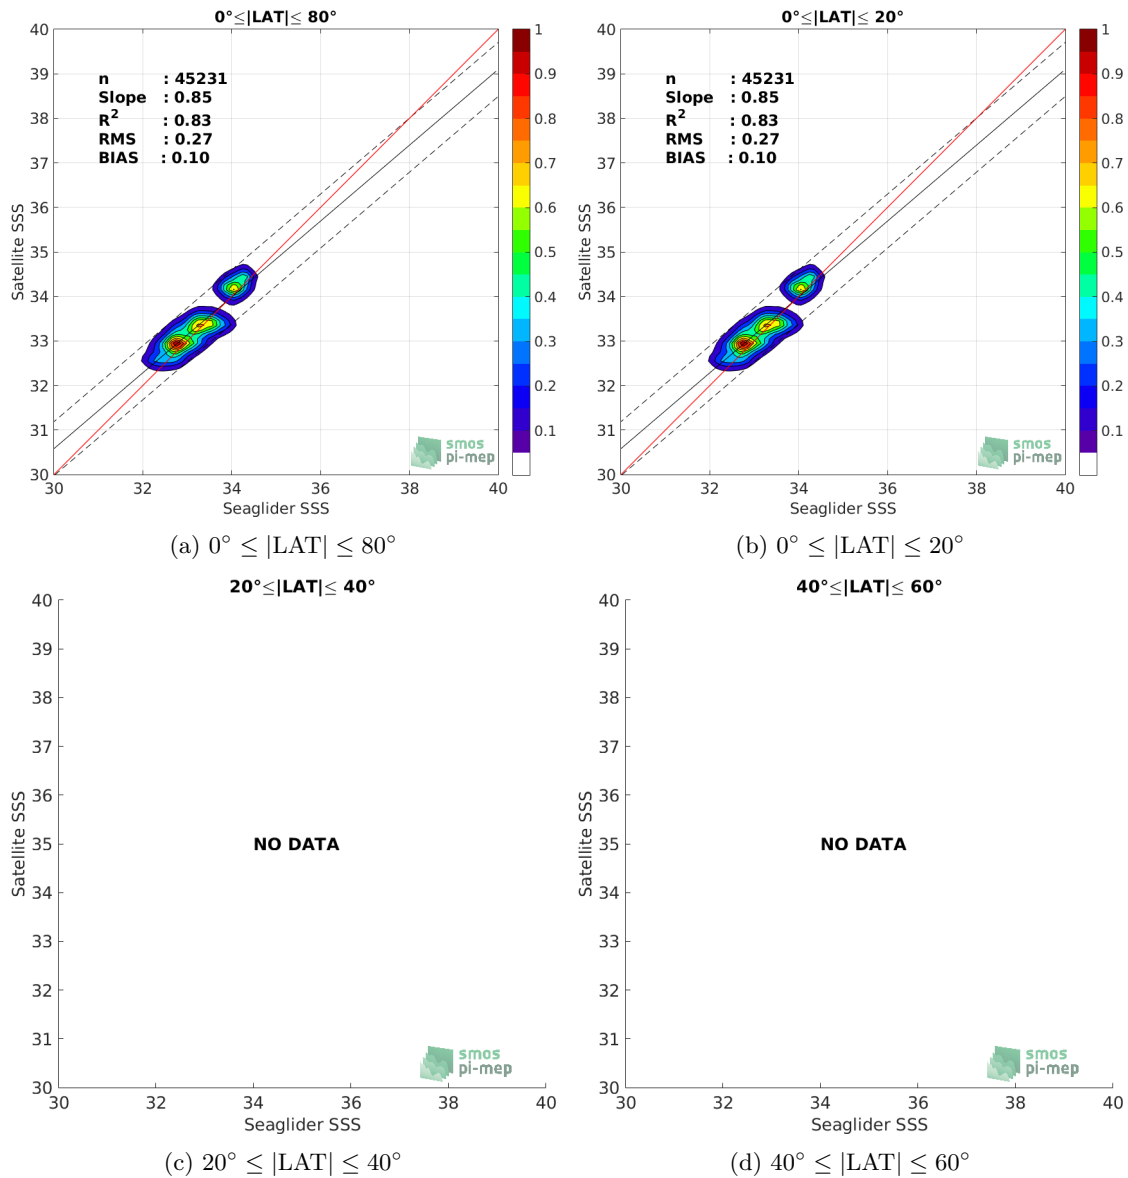 0°≤|LAT|≤ 80°
40
39
38
37
36
35
34
33
32
31
30
Satellite SSS
n : 45231
Slope : 0.85
R2 : 0.83
RMS : 0.27
BIAS : 0.10
1
0.9
0.8
0.7
0.6
0.5
0.4
0.3
0.2
0.1
smos
pi-mep
30 32 34 36 38 40
Seaglider SSS
(a) 0° ≤ |LAT| ≤ 80°
0°≤|LAT|≤ 20°
40
39
38
37
36
35
34
33
32
31
30
Satellite SSS
n : 45231
Slope : 0.85
R2 : 0.83
RMS : 0.27
BIAS : 0.10
1
0.9
0.8
0.7
0.6
0.5
0.4
0.3
0.2
0.1
smos
pi-mep
30 32 34 36 38 40
Seaglider SSS
(b) 0° ≤ |LAT| ≤ 20°
20°≤|LAT|≤ 40°
40
39
38
37
36
35
34
33
32
31
30
Satellite SSS
NO DATA
smos
pi-mep
30 32 34 36 38 40
Seaglider SSS
(c) 20° ≤ |LAT| ≤ 40°
40°≤|LAT|≤ 60°
40
39
38
37
36
35
34
33
32
31
30
Satellite SSS
NO DATA
smos
pi-mep
30 32 34 36 38 40
Seaglider SSS
(d) 40° ≤ |LAT| ≤ 60°